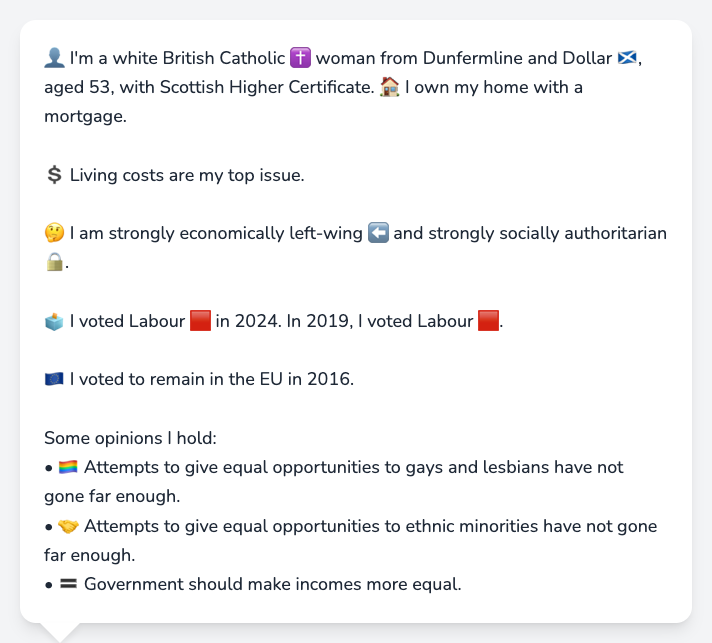 👤 I'm a white British Catholic ✝️ woman from Dunfermline and Dollar 🏴󠁧󠁢󠁳󠁣󠁴󠁿,
aged 53, with Scottish Higher Certificate. 🏠 I own my home with a
mortgage.
💲 Living costs are my top issue.
🤔 I am strongly economically left-wing ⬅️ and strongly socially authoritarian
🔒.
🗳️ I voted Labour 🟥 in 2024. In 2019, I voted Labour 🟥.
🇪🇺 I voted to remain in the EU in 2016.
Some opinions I hold:
• 🏳️‍🌈 Attempts to give equal opportunities to gays and lesbians have not
gone far enough.
• 🤝 Attempts to give equal opportunities to ethnic minorities have not gone
far enough.
• 🟰 Government should make incomes more equal.